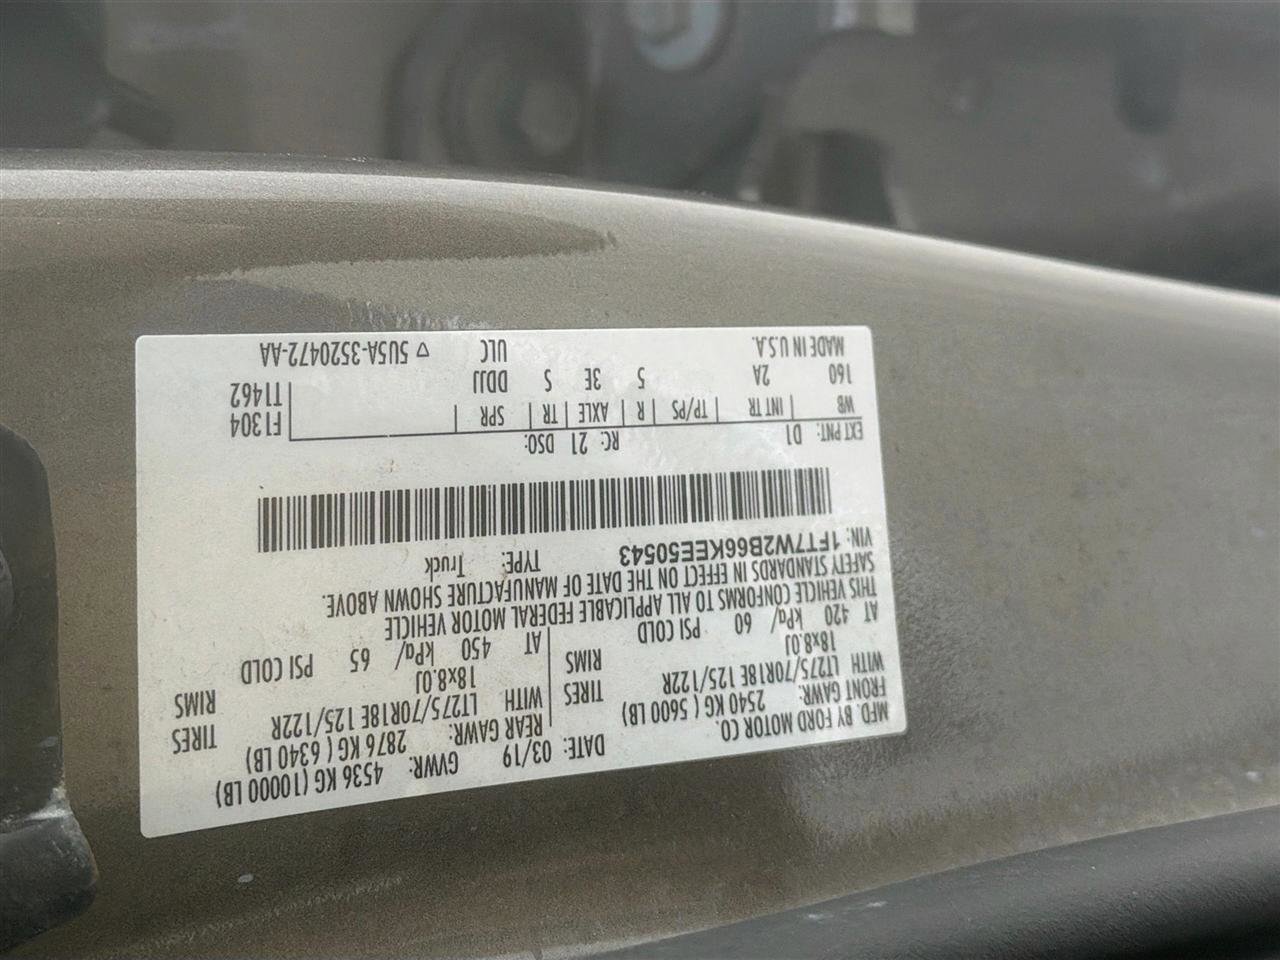 MFD. BY FORD MOTOR CO.
DATE: 03/19 GVWR: 4536 KG (10000 LB)
FRONT GAWR: 2540 KG (5600 LB)
REAR GAWR: 2876 KG (6340 LB)
WITH LT275/70R18E 125/122R TIRES
WITH LT275/70R18E 125/122R TIRES
18x8.0J RIMS
18x8.0J RIMS
AT 420 kPa/ 60 PSI COLD
AT 450 kPa/ 65 PSI COLD
THIS VEHICLE CONFORMS TO ALL APPLICABLE FEDERAL MOTOR VEHICLE
SAFETY STANDARDS IN EFFECT ON THE DATE OF MANUFACTURE SHOWN ABOVE.
VIN: 1FT7W2B66KEE50543
TYPE: Truck
EXT PNT: D1 RC: 21 DSO:
WB | INT TR | TP/PS | R | AXLE | TR | SPR
F1304
160 2A 5 3E S DDJJ
T1462
MADE IN U.S.A. ULC
5U5A-3520472-AA